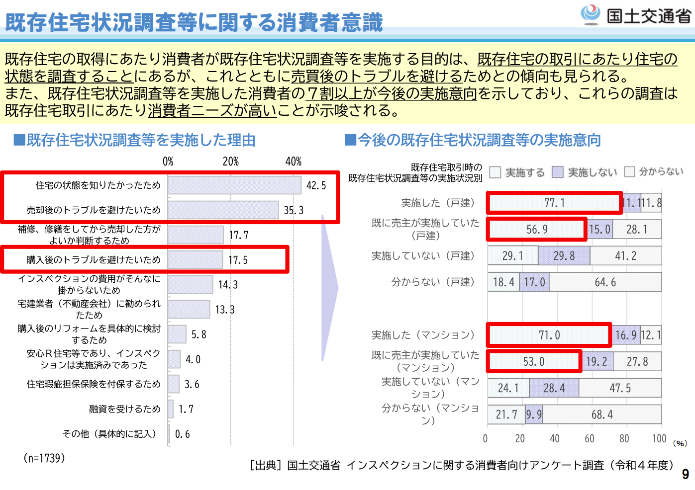 既存住宅状況調査等に関する消費者意識
国土交通省
既存住宅の取得にあたり消費者が既存住宅状況調査等を実施する目的は、既存住宅の取引にあたり住宅の
状態を調査することにあるが、これとともに売買後のトラブルを避けるためとの傾向も見られる。
また、既存住宅状況調査等を実施した消費者の７割以上が今後の実施意向を示しており、これらの調査は
既存住宅取引にあたり消費者ニーズが高いことが示唆される。
■既存住宅状況調査等を実施した理由
0% 20% 40%
住宅の状態を知りたかったため 42.5
売却後のトラブルを避けたいため 35.3
補修、修繕をしてから売却した方が
よいか判断するため 17.7
購入後のトラブルを避けたいため 17.5
インスペクションの費用がそんなに
掛からないため 14.3
宅建業者（不動産会社）に勧められ
たため 13.3
購入後のリフォームを具体的に検討
するため 5.8
安心Ｒ住宅等であり、インスペク
ションは実施済みであった 4.0
住宅瑕疵担保保険を付保するため 3.6
融資を受けるため 1.7
その他（具体的に記入） 0.6
(n=1739)
■今後の既存住宅状況調査等の実施意向
既存住宅取引時の
既存住宅状況調査等の実施状況別
実施する 実施しない 分からない
実施した（戸建） 77.1 11.1 11.8
既に売主が実施していた
（戸建） 56.9 15.0 28.1
実施していない（戸建） 29.1 29.8 41.2
分からない（戸建） 18.4 17.0 64.6
実施した（マンション） 71.0 16.9 12.1
既に売主が実施していた
（マンション） 53.0 19.2 27.8
実施していない（マン
ション） 24.1 28.4 47.5
分からない（マンショ
ン） 21.7 9.9 68.4
0 20 40 60 80 100 (%)
［出典］国土交通省 インスペクションに関する消費者向けアンケート調査（令和４年度）
9